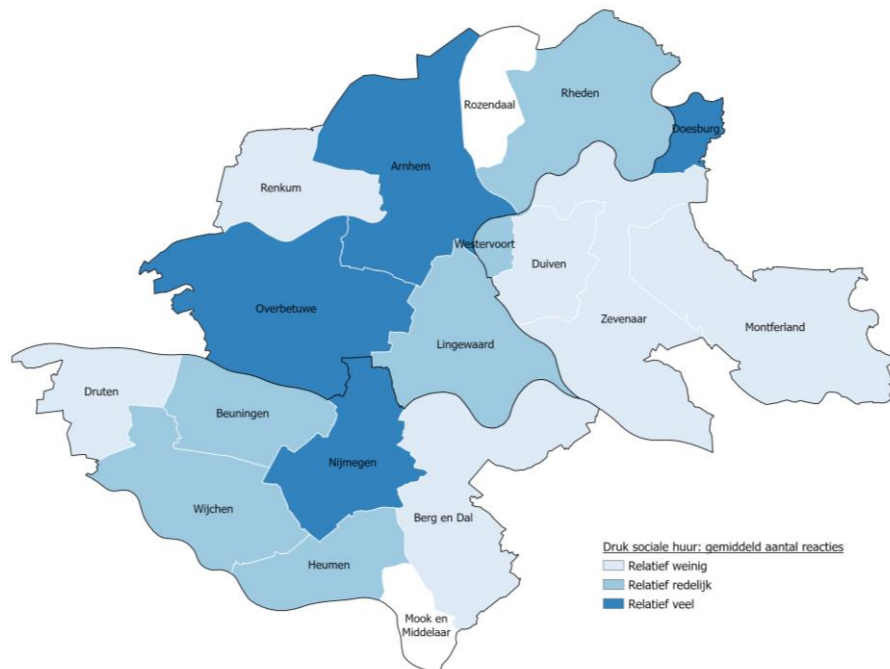 Rozendaal
Rheden
Doesburg
Arnhem
Renkum
Westervoort
Duiven
Overbetuwe
Zevenaar
Montferland
Lingewaard
Druten
Beuningen
Nijmegen
Wijchen
Berg en Dal
Heumen
Mook en
Middelaar
Druk sociale huur: gemiddeld aantal reacties
Relatief weinig
Relatief redelijk
Relatief veel